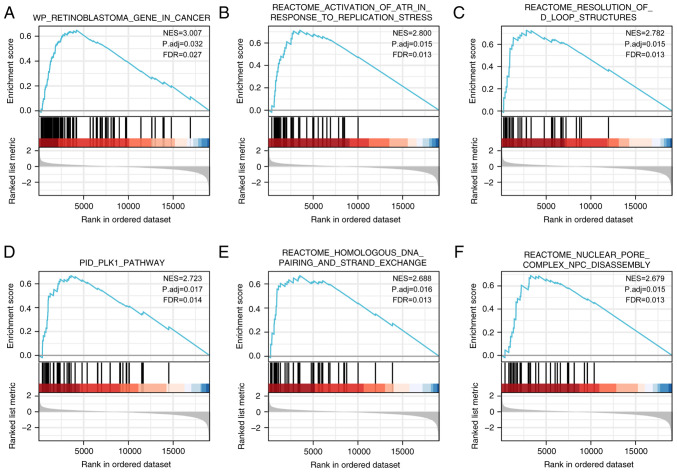 A
WP_RETINOBLASTOMA_GENE_IN_CANCER
NES=3.007
P.adj=0.032
FDR=0.027
Enrichment score
0.6
0.4
0.2
0.0
Ranked list metric
2
0
−2
5000 10000 15000
Rank in ordered dataset
B
REACTOME_ACTIVATION_OF_ATR_IN_
RESPONSE_TO_REPLICATION_STRESS
NES=2.800
P.adj=0.015
FDR=0.013
Enrichment score
0.6
0.4
0.2
0.0
Ranked list metric
2
0
−2
5000 10000 15000
Rank in ordered dataset
C
REACTOME_RESOLUTION_OF_
D_LOOP_STRUCTURES
NES=2.782
P.adj=0.015
FDR=0.013
Enrichment score
0.6
0.4
0.2
0.0
Ranked list metric
2
0
−2
5000 10000 15000
Rank in ordered dataset
D
PID_PLK1_PATHWAY
NES=2.723
P.adj=0.017
FDR=0.014
Enrichment score
0.6
0.4
0.2
0.0
Ranked list metric
2
0
−2
5000 10000 15000
Rank in ordered dataset
E
REACTOME_HOMOLOGOUS_DNA_
PAIRING_AND_STRAND_EXCHANGE
NES=2.688
P.adj=0.016
FDR=0.013
Enrichment score
0.6
0.4
0.2
0.0
Ranked list metric
2
0
−2
5000 10000 15000
Rank in ordered dataset
F
REACTOME_NUCLEAR_PORE_
COMPLEX_NPC_DISASSEMBLY
NES=2.679
P.adj=0.015
FDR=0.013
Enrichment score
0.6
0.4
0.2
0.0
Ranked list metric
2
0
−2
5000 10000 15000
Rank in ordered dataset